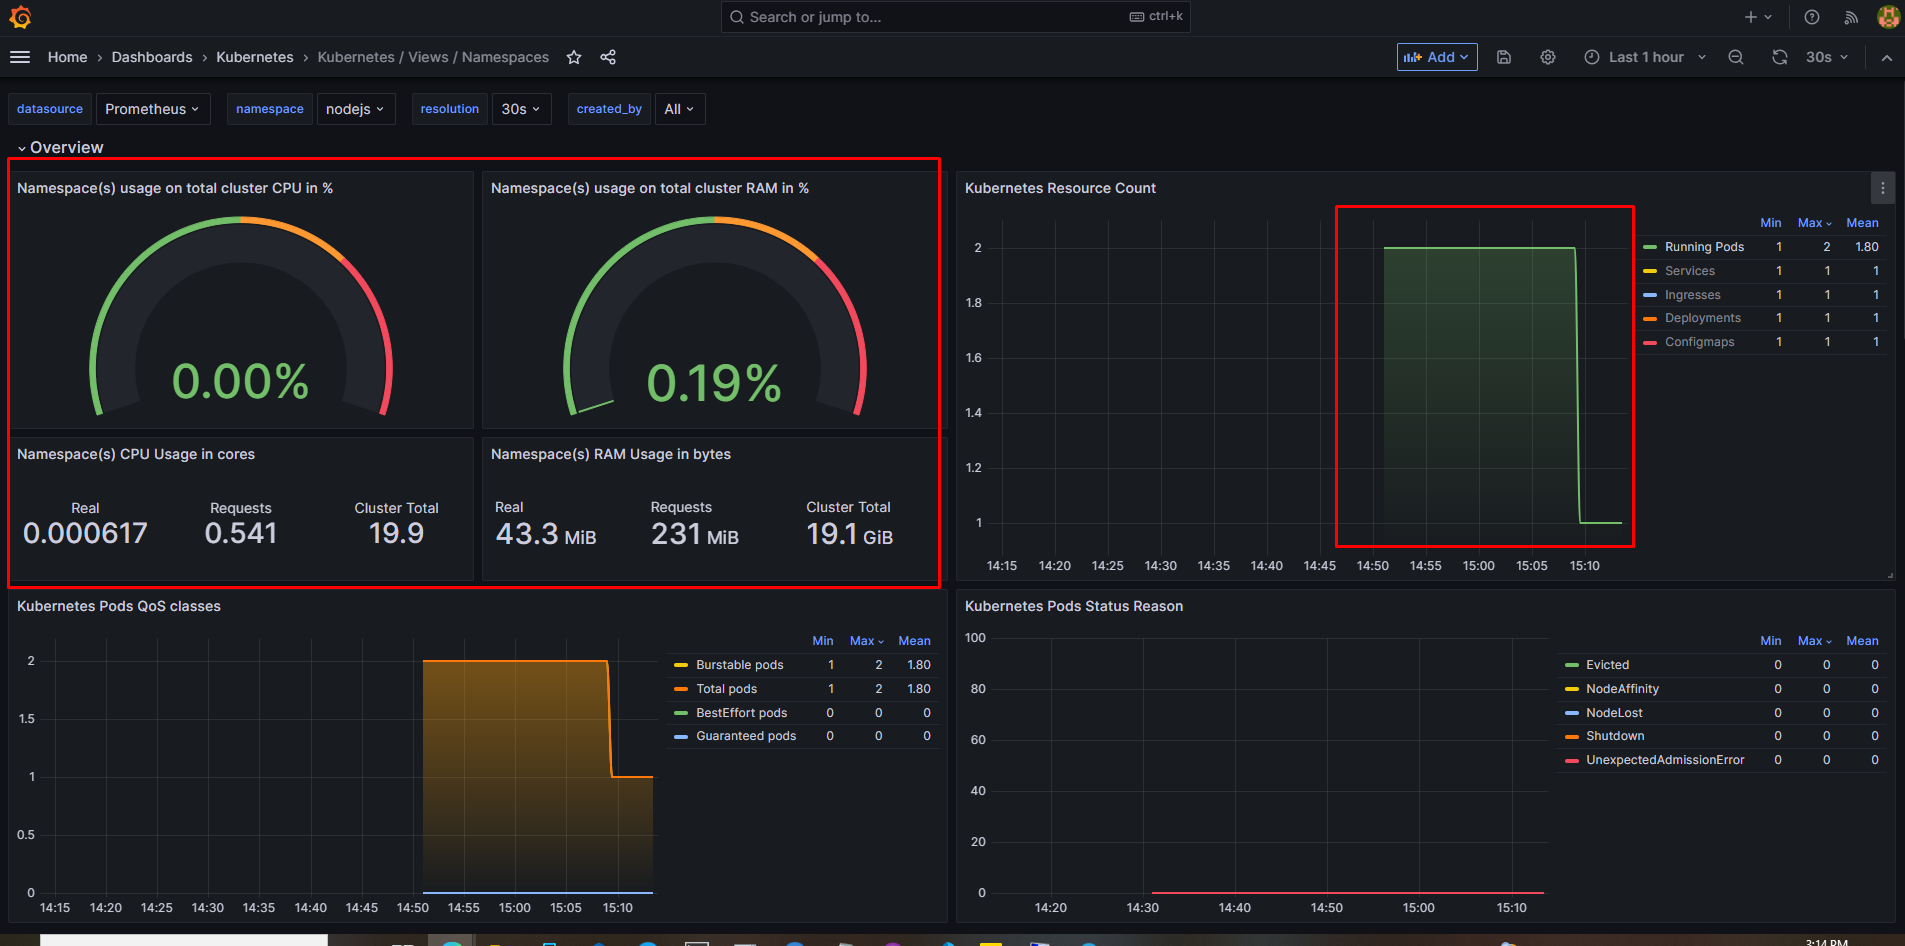 Search or jump to...
ctrl+k
Home › Dashboards › Kubernetes › Kubernetes / Views / Namespaces
Add
Last 1 hour
30s
datasource Prometheus namespace nodejs resolution 30s created_by All
Overview
Namespace(s) usage on total cluster CPU in %
0.00%
Namespace(s) usage on total cluster RAM in %
0.19%
Namespace(s) CPU Usage in cores
Real Requests Cluster Total
0.000617 0.541 19.9
Namespace(s) RAM Usage in bytes
Real Requests Cluster Total
43.3 MiB 231 MiB 19.1 GiB
Kubernetes Resource Count
2
1.8
1.6
1.4
1.2
1
14:15 14:20 14:25 14:30 14:35 14:40 14:45 14:50 14:55 15:00 15:05 15:10
Min Max Mean
Running Pods 1 2 1.80
Services 1 1 1
Ingresses 1 1 1
Deployments 1 1 1
Configmaps 1 1 1
Kubernetes Pods QoS classes
2
1.5
1
0.5
0
14:15 14:20 14:25 14:30 14:35 14:40 14:45 14:50 14:55 15:00 15:05 15:10
Min Max Mean
Burstable pods 1 2 1.80
Total pods 1 2 1.80
BestEffort pods 0 0 0
Guaranteed pods 0 0 0
Kubernetes Pods Status Reason
100
80
60
40
20
0
14:20 14:30 14:40 14:50 15:00 15:10
Min Max Mean
Evicted 0 0 0
NodeAffinity 0 0 0
NodeLost 0 0 0
Shutdown 0 0 0
UnexpectedAdmissionError 0 0 0
3:14 PM